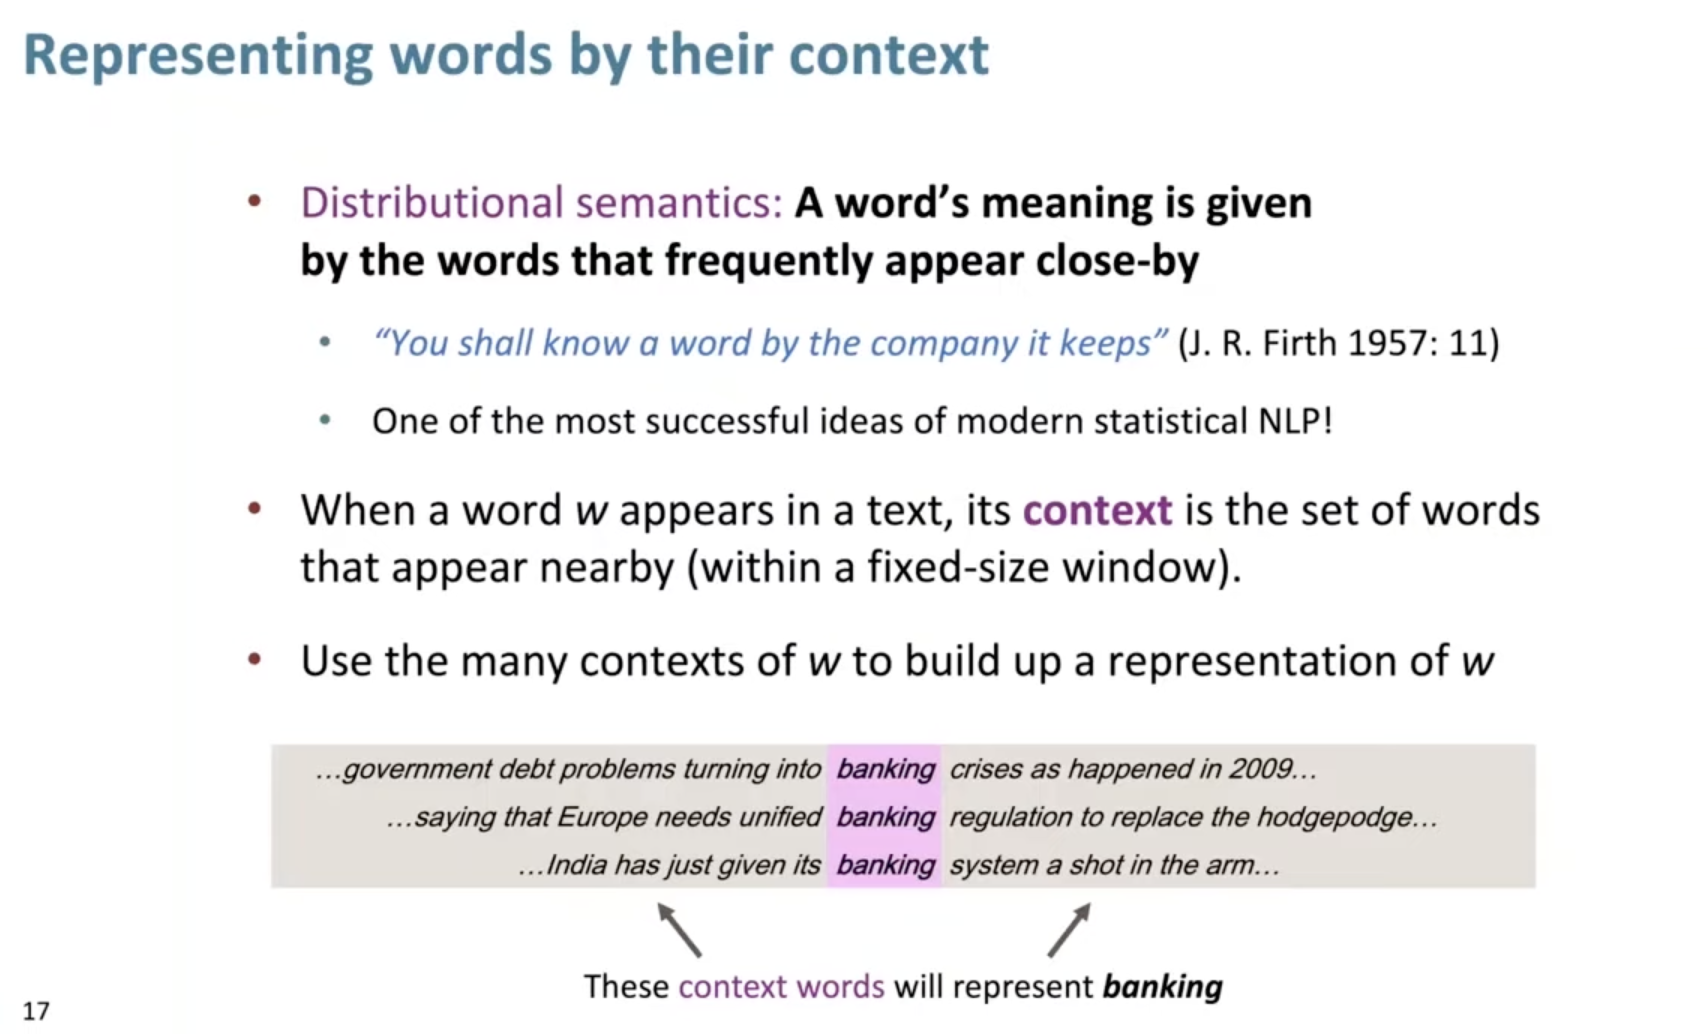 Representing words by their context
• Distributional semantics: A word’s meaning is given
by the words that frequently appear close-by
• “You shall know a word by the company it keeps” (J. R. Firth 1957: 11)
• One of the most successful ideas of modern statistical NLP!
• When a word w appears in a text, its context is the set of words
that appear nearby (within a fixed-size window).
• Use the many contexts of w to build up a representation of w
…government debt problems turning into banking crises as happened in 2009…
…saying that Europe needs unified banking regulation to replace the hodgepodge…
…India has just given its banking system a shot in the arm…
These context words will represent banking
17